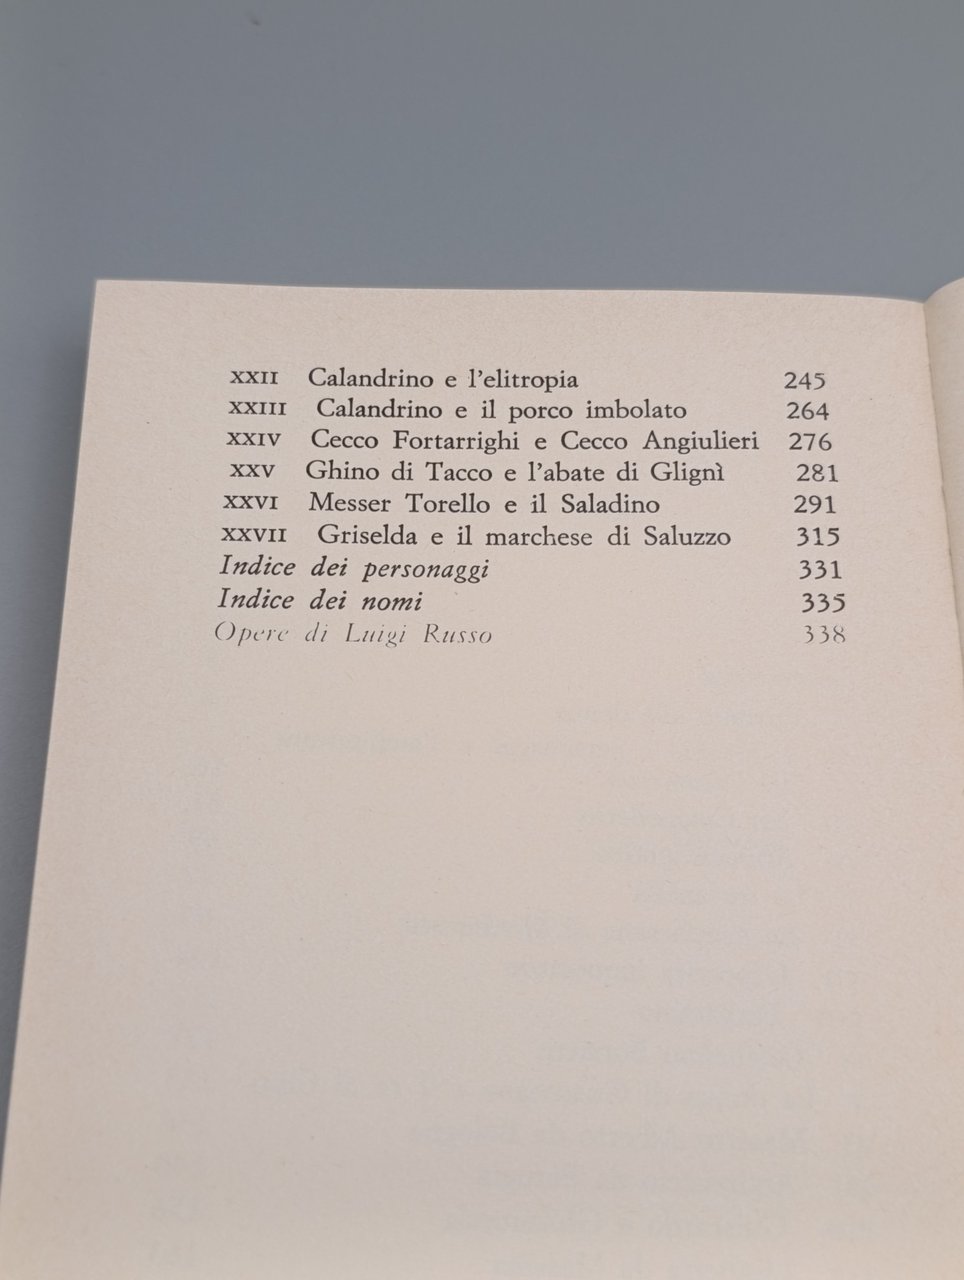 XXII Calandrino e l'elitropia 245
XXIII Calandrino e il porco imbolato 264
XXIV Cecco Fortarrighi e Cecco Angiulieri 276
XXV Ghino di Tacco e l'abate di Glignì 281
XXVI Messer Torello e il Saladino 291
XXVII Griselda e il marchese di Saluzzo 315
Indice dei personaggi 331
Indice dei nomi 335
Opere di Luigi Russo 338